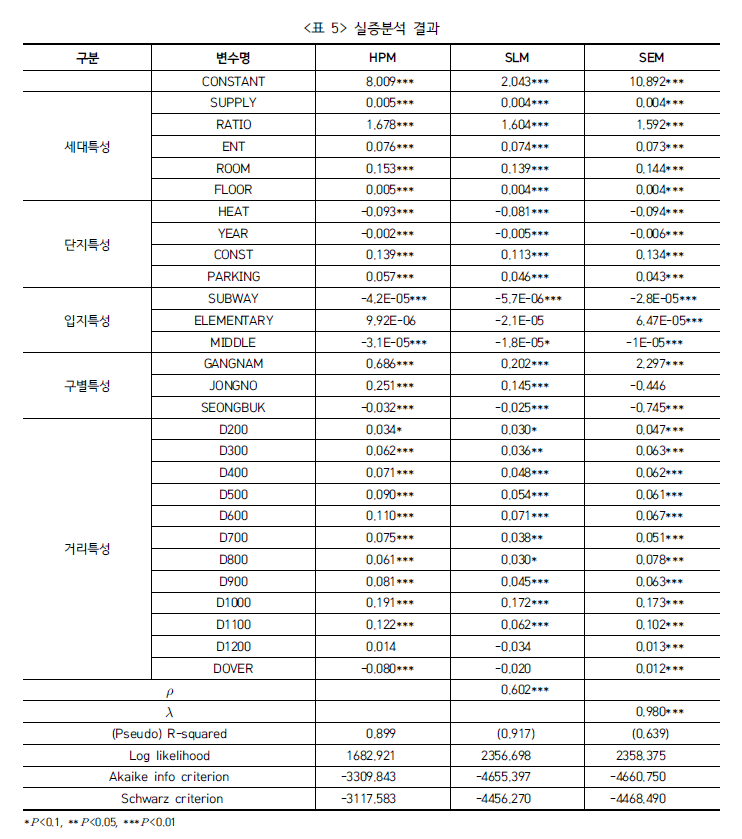 <표 5> 실증분석 결과
구분 변수명 HPM SLM SEM
CONSTANT 8.009*** 2.043*** 10.892***
세대특성
SUPPLY 0.005*** 0.004*** 0.004***
RATIO 1.678*** 1.604*** 1.592***
ENT 0.076*** 0.074*** 0.073***
ROOM 0.153*** 0.139*** 0.144***
FLOOR 0.005*** 0.004*** 0.004***
단지특성
HEAT -0.093*** -0.081*** -0.094***
YEAR -0.002*** -0.005*** -0.006***
CONST 0.139*** 0.113*** 0.134***
PARKING 0.057*** 0.046*** 0.043***
입지특성
SUBWAY -4.2E-05*** -5.7E-06*** -2.8E-05***
ELEMENTARY 9.92E-06 -2.1E-05 6.47E-05***
MIDDLE -3.1E-05*** -1.8E-05* -1E-05***
구별특성
GANGNAM 0.686*** 0.202*** 2.297***
JONGNO 0.251*** 0.145*** -0.446
SEONGBUK -0.032*** -0.025*** -0.745***
거리특성
D200 0.034* 0.030* 0.047***
D300 0.062*** 0.036** 0.063***
D400 0.071*** 0.048*** 0.062***
D500 0.090*** 0.054*** 0.061***
D600 0.110*** 0.071*** 0.067***
D700 0.075*** 0.038** 0.051***
D800 0.061*** 0.030* 0.078***
D900 0.081*** 0.045*** 0.063***
D1000 0.191*** 0.172*** 0.173***
D1100 0.122*** 0.062*** 0.102***
D1200 0.014 -0.034 0.013***
DOVER -0.080*** -0.020 0.012***
ρ 0.602***
λ 0.980***
(Pseudo) R-squared 0.899 (0.917) (0.639)
Log likelihood 1682.921 2356.698 2358.375
Akaike info criterion -3309.843 -4655.397 -4660.750
Schwarz criterion -3117.583 -4456.270 -4468.490
*P<0.1, **P<0.05, ***P<0.01